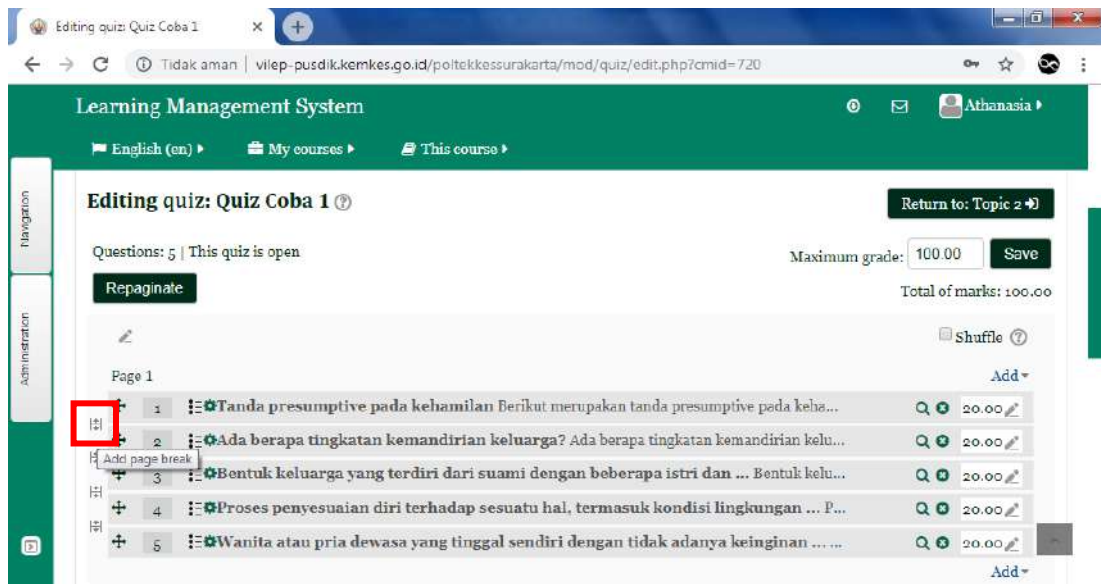 Editing quiz: Quiz Coba 1
Tidak aman | vilep-pusdik.kemkes.go.id/poltekkessurakarta/mod/quiz/edit.php?cmid=720
Learning Management System
Athanasia
English (en) My courses This course
Navigation
Administration
Editing quiz: Quiz Coba 1
Return to: Topic 2
Questions: 5 | This quiz is open
Maximum grade: 100.00 Save
Repaginate
Total of marks: 100.00
Shuffle
Page 1 Add
1 Tanda presumptive pada kehamilan Berikut merupakan tanda presumptive pada keha... 20.00
2 Ada berapa tingkatan kemandirian keluarga? Ada berapa tingkatan kemandirian kelu... 20.00
Add page break
3 Bentuk keluarga yang terdiri dari suami dengan beberapa istri dan ... Bentuk kelu... 20.00
4 Proses penyesuaian diri terhadap sesuatu hal, termasuk kondisi lingkungan ... P... 20.00
5 Wanita atau pria dewasa yang tinggal sendiri dengan tidak adanya keinginan ... ... 20.00
Add